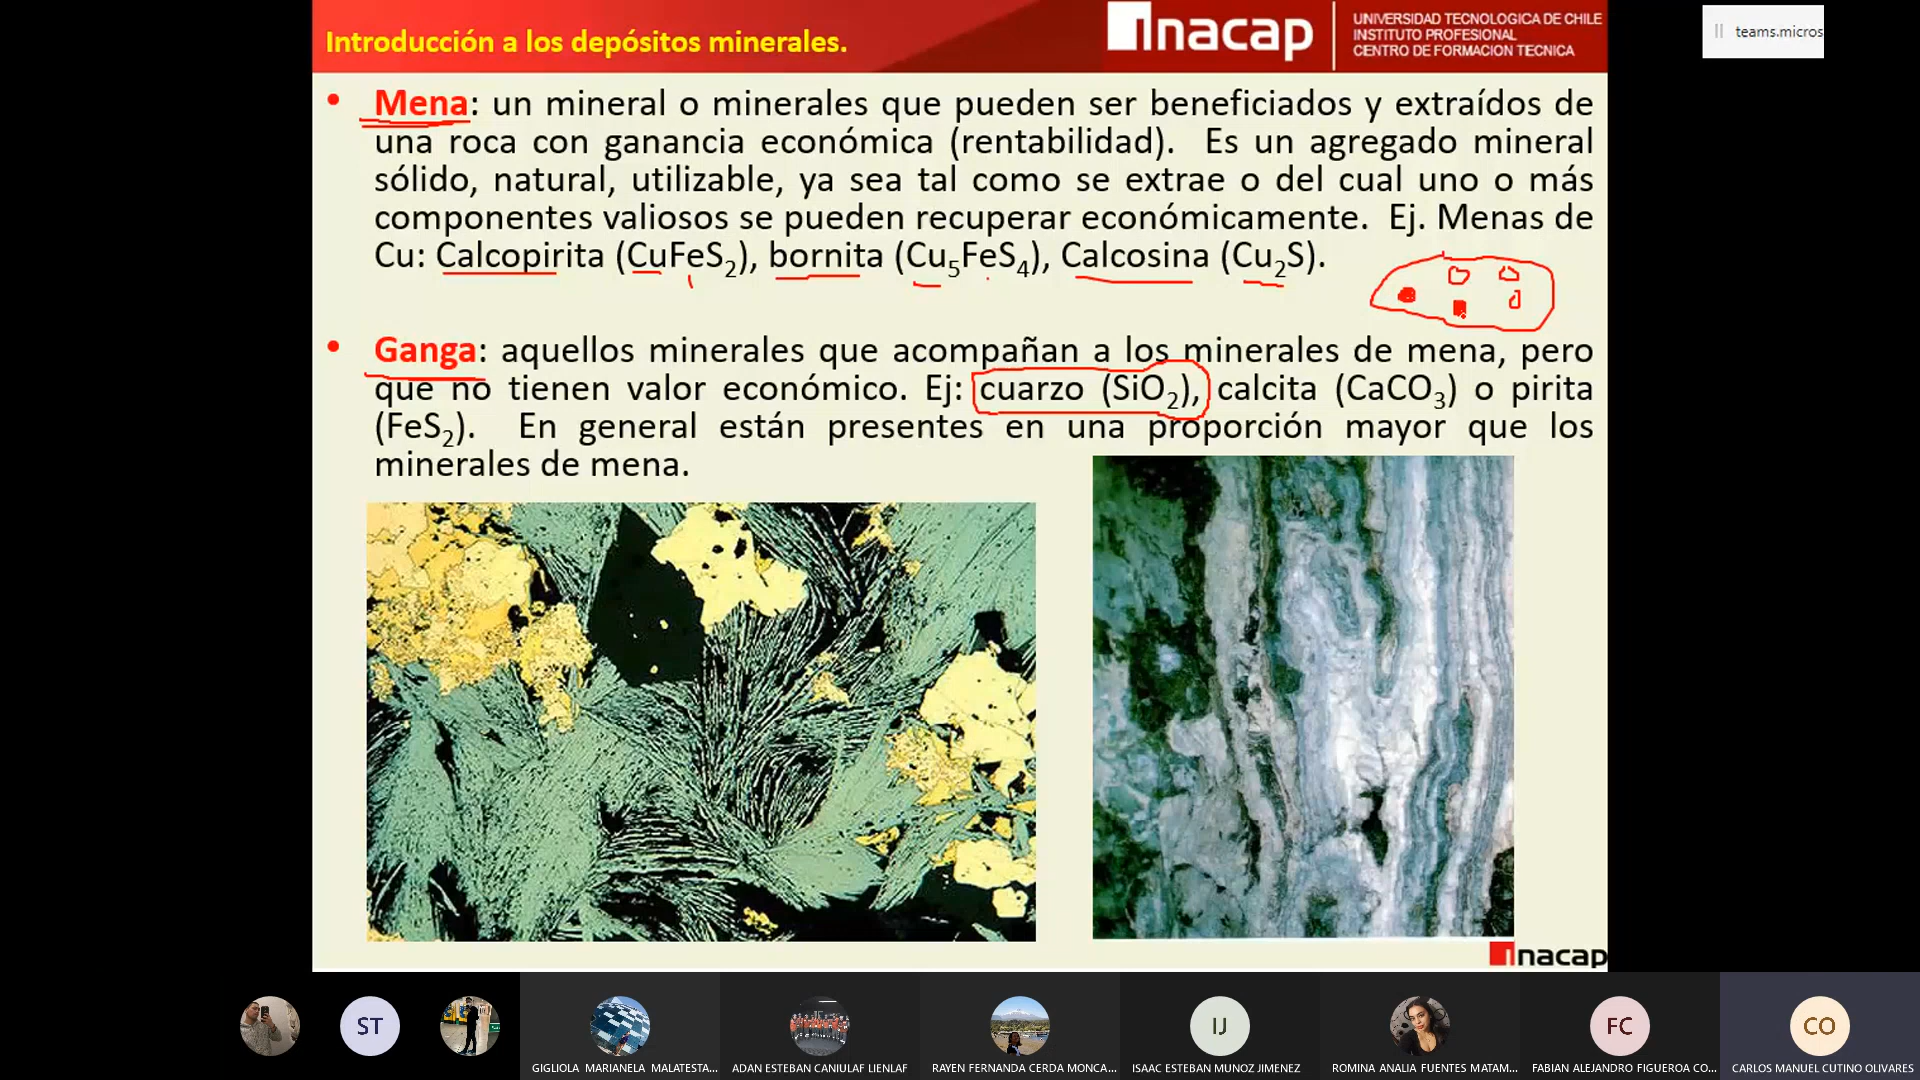 Introducción a los depósitos minerales.
Inacap
UNIVERSIDAD TECNOLOGICA DE CHILE
INSTITUTO PROFESIONAL
CENTRO DE FORMACION TECNICA
teams.micros
• Mena: un mineral o minerales que pueden ser beneficiados y extraídos de
una roca con ganancia económica (rentabilidad). Es un agregado mineral
sólido, natural, utilizable, ya sea tal como se extrae o del cual uno o más
componentes valiosos se pueden recuperar económicamente. Ej. Menas de
Cu: Calcopirita (CuFeS2), bornita (Cu5FeS4), Calcosina (Cu2S).
• Ganga: aquellos minerales que acompañan a los minerales de mena, pero
que no tienen valor económico. Ej: cuarzo (SiO2), calcita (CaCO3) o pirita
(FeS2). En general están presentes en una proporción mayor que los
minerales de mena.
Inacap
ST
IJ
FC
CO
GIGLIOLA MARIANELA MALATESTA...
ADAN ESTEBAN CANIULAF LIENLAF
RAYEN FERNANDA CERDA MONCA...
ISAAC ESTEBAN MUNOZ JIMENEZ
ROMINA ANALIA FUENTES MATAM...
FABIAN ALEJANDRO FIGUEROA CO...
CARLOS MANUEL CUTINO OLIVARES